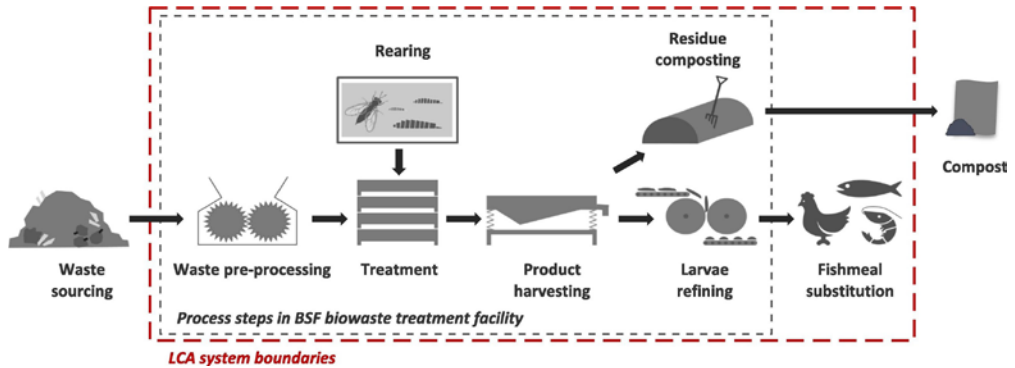 Rearing
Residue
composting
Compost
Waste
sourcing
Waste pre-processing
Treatment
Product
harvesting
Larvae
refining
Fishmeal
substitution
Process steps in BSF biowaste treatment facility
LCA system boundaries